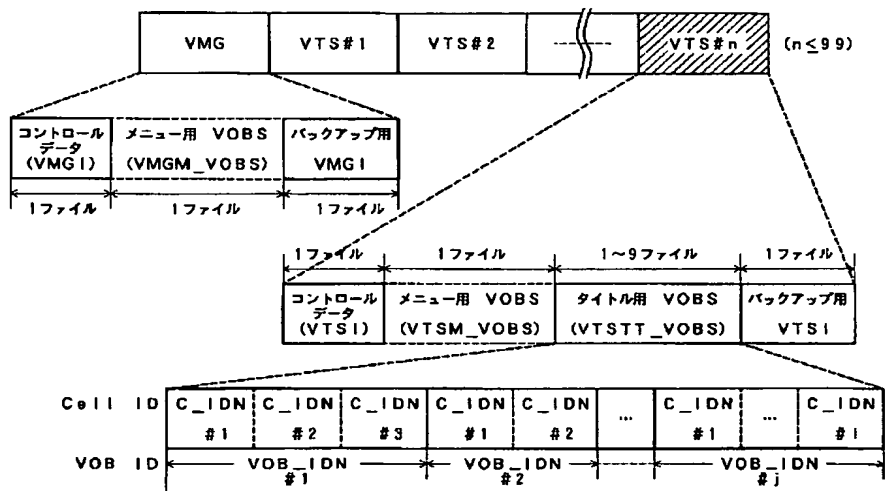 VMG VTS#1 VTS#2 VTS#n (n≤99)
コントロール
データ
(VMGI)
メニュー用 VOBS
(VMGM_VOBS)
バックアップ用
VMGI
1ファイル 1ファイル 1ファイル
1ファイル 1ファイル 1~9ファイル 1ファイル
コントロール
データ
(VTSI)
メニュー用 VOBS
(VTSM_VOBS)
タイトル用 VOBS
(VTSTT_VOBS)
バックアップ用
VTSI
Cell ID C_IDN C_IDN C_IDN C_IDN C_IDN ... C_IDN ... C_IDN
#1 #2 #3 #1 #2 #1 #i
VOB ID VOB_IDN VOB_IDN VOB_IDN
#1 #2 #j